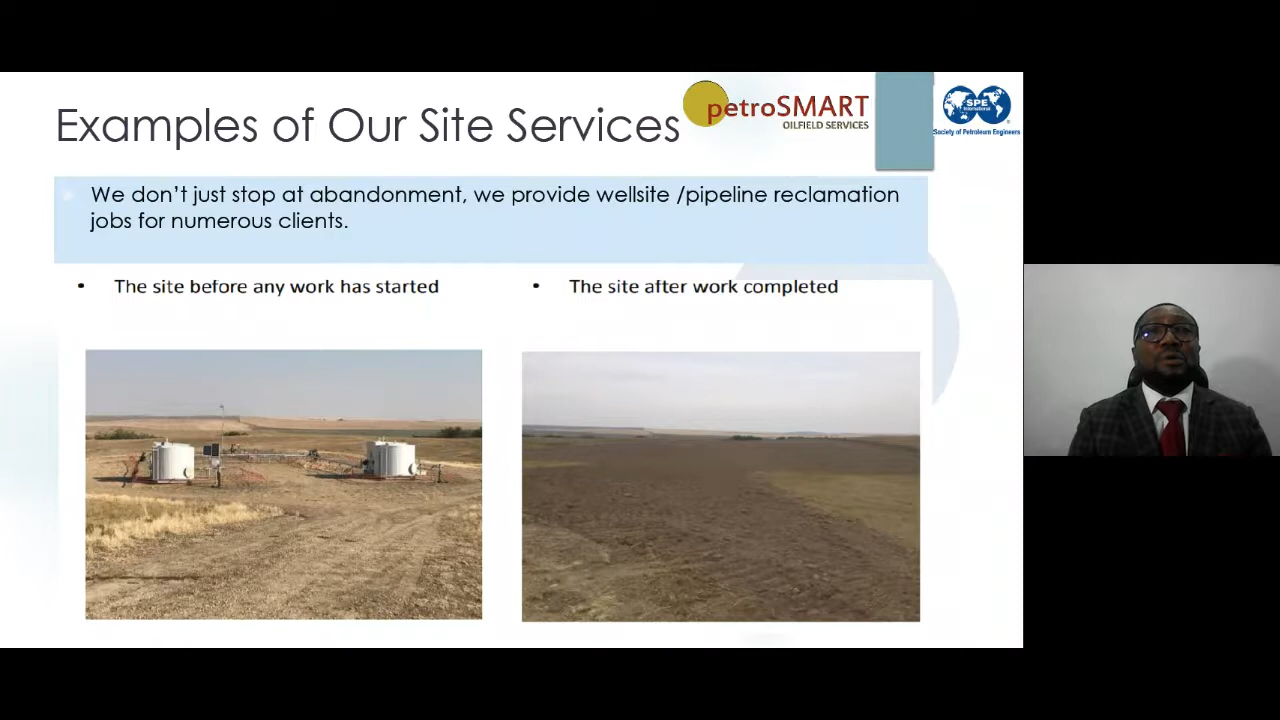 Examples of Our Site Services
petroSMART
OILFIELD SERVICES
SPE
International
®
Society of Petroleum Engineers
We don't just stop at abandonment, we provide wellsite /pipeline reclamation
jobs for numerous clients.
• The site before any work has started
• The site after work completed